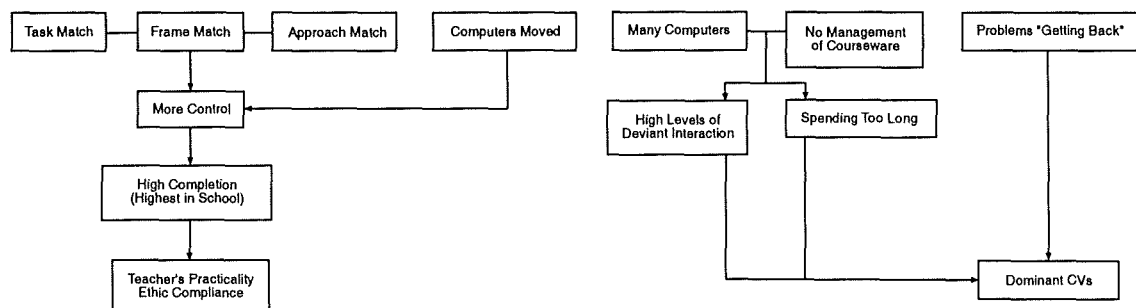 Task Match
Frame Match
Approach Match
Computers Moved
Many Computers
No Management
of Courseware
Problems "Getting Back"
More Control
High Levels of
Deviant Interaction
Spending Too Long
High Completion
(Highest in School)
Teacher's Practicality
Ethic Compliance
Dominant CVs